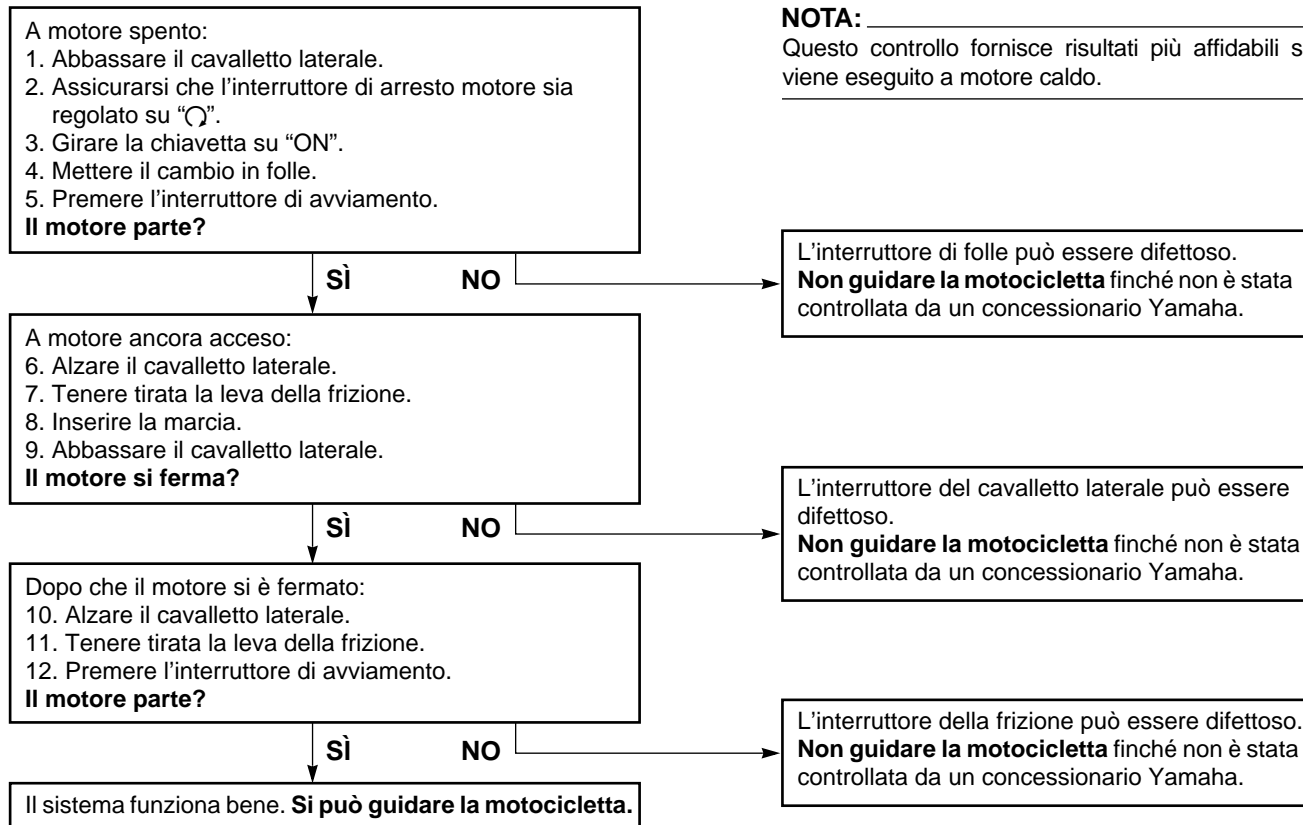 A motore spento:
1. Abbassare il cavalletto laterale.
2. Assicurarsi che l'interruttore di arresto motore sia
regolato su “”.
3. Girare la chiavetta su “ON”.
4. Mettere il cambio in folle.
5. Premere l'interruttore di avviamento.
Il motore parte?
NOTA:
Questo controllo fornisce risultati più affidabili s
viene eseguito a motore caldo.
SÌ NO
L'interruttore di folle può essere difettoso.
Non guidare la motocicletta finché non è stata
controllata da un concessionario Yamaha.
A motore ancora acceso:
6. Alzare il cavalletto laterale.
7. Tenere tirata la leva della frizione.
8. Inserire la marcia.
9. Abbassare il cavalletto laterale.
Il motore si ferma?
SÌ NO
L'interruttore del cavalletto laterale può essere
difettoso.
Non guidare la motocicletta finché non è stata
controllata da un concessionario Yamaha.
Dopo che il motore si è fermato:
10. Alzare il cavalletto laterale.
11. Tenere tirata la leva della frizione.
12. Premere l'interruttore di avviamento.
Il motore parte?
SÌ NO
L'interruttore della frizione può essere difettoso.
Non guidare la motocicletta finché non è stata
controllata da un concessionario Yamaha.
Il sistema funziona bene. Si può guidare la motocicletta.